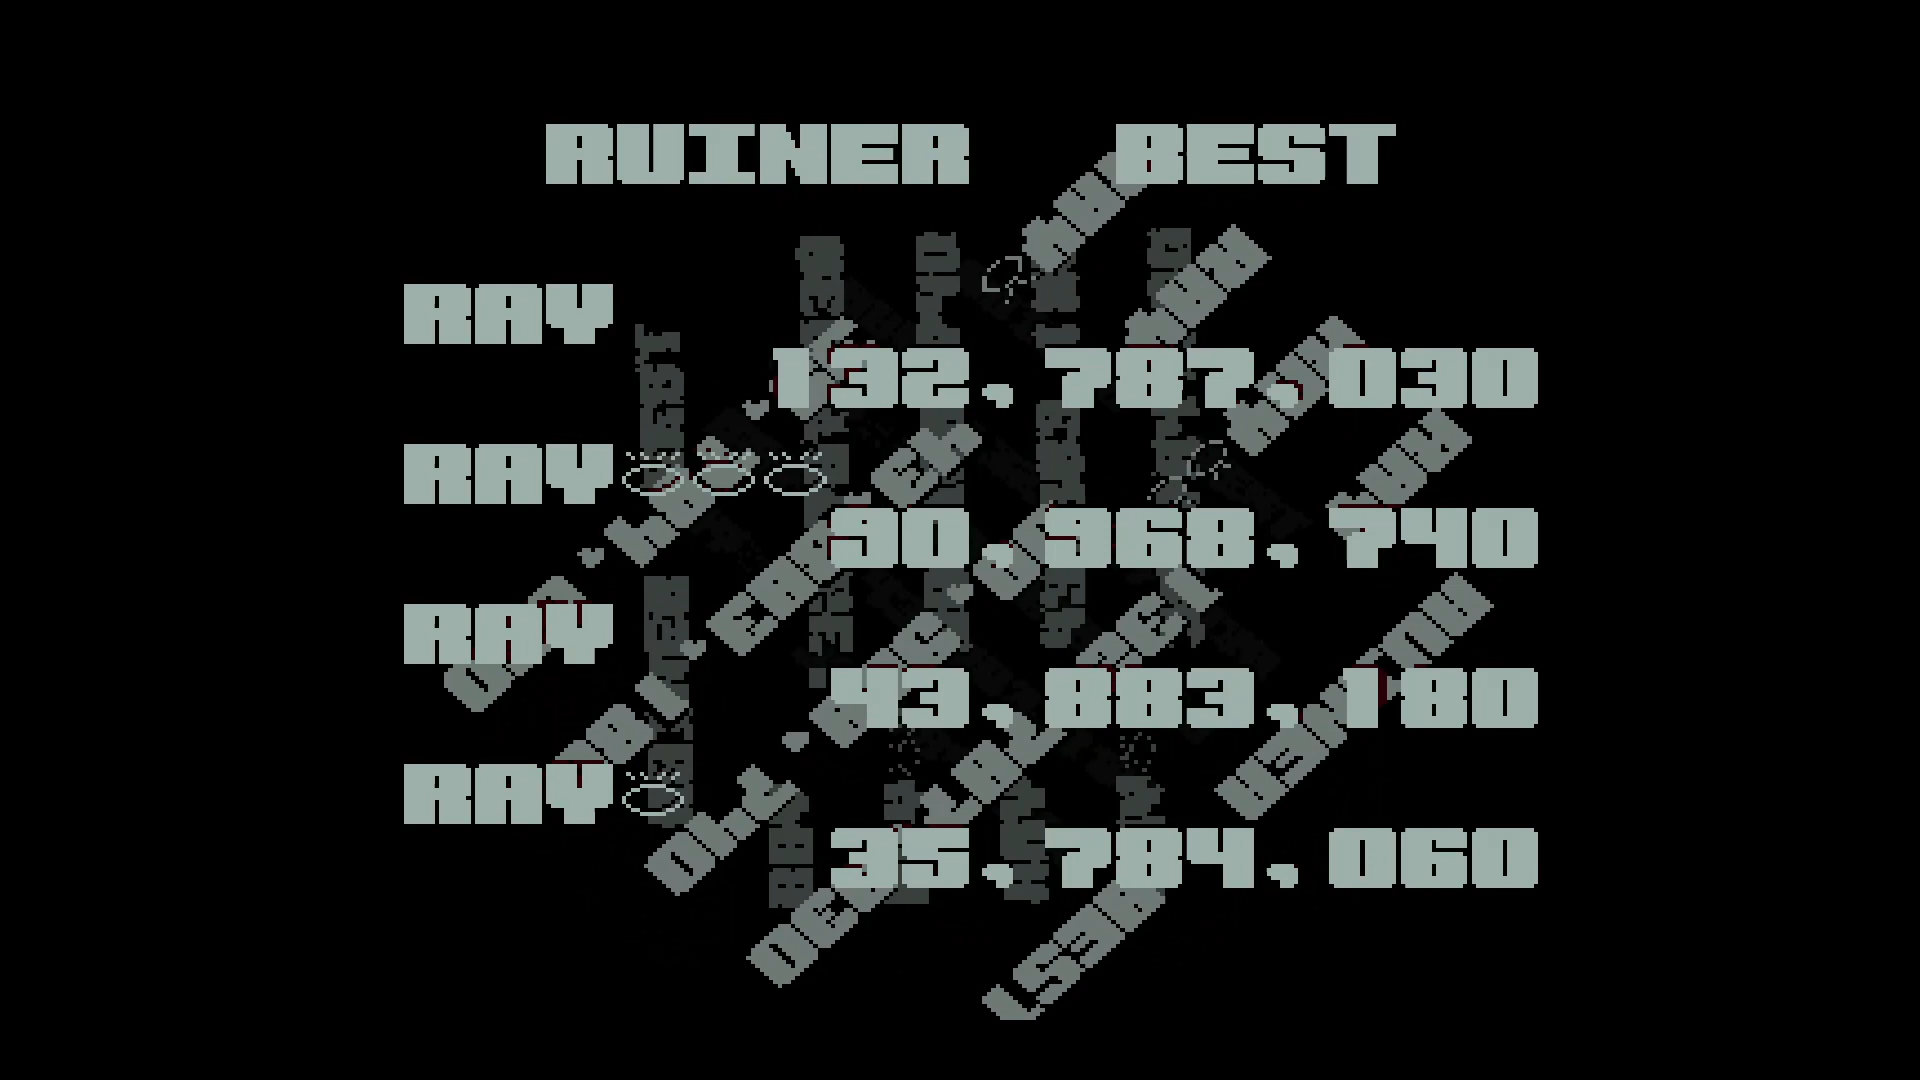 RUINER BEST
RAY
132,787,030
RAY
90,968,740
RAY
43,883,180
RAY
35,784,060